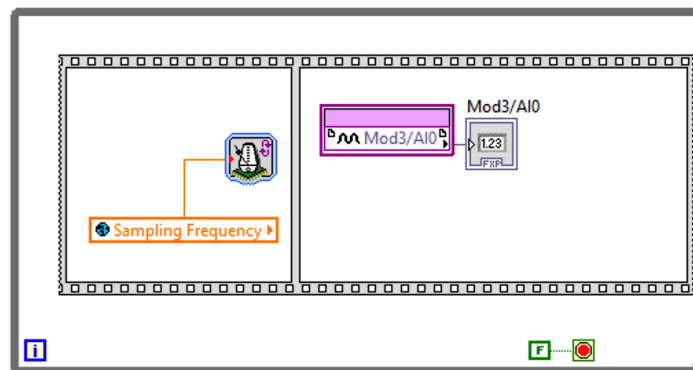 Mod3/AI0
Mod3/AI0
1.23
FXP
Sampling Frequency
i
F